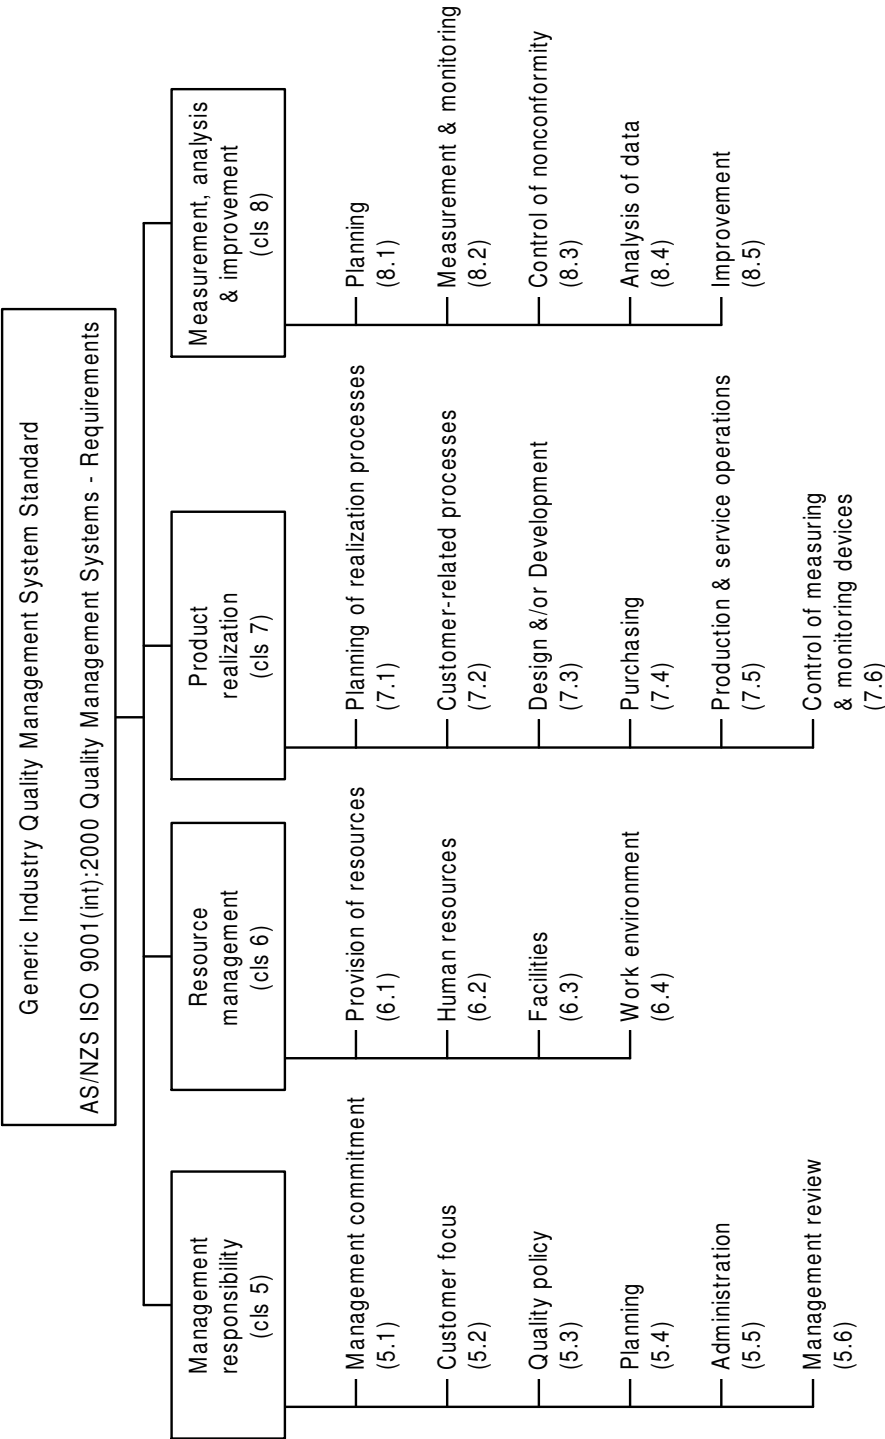 Generic Industry Quality Management System Standard
AS/NZS ISO 9001(int):2000 Quality Management Systems - Requirements
Management
responsibility
(cls 5)
Management commitment
(5.1)
Customer focus
(5.2)
Quality policy
(5.3)
Planning
(5.4)
Administration
(5.5)
Management review
(5.6)
Resource
management
(cls 6)
Provision of resources
(6.1)
Human resources
(6.2)
Facilities
(6.3)
Work environment
(6.4)
Product
realization
(cls 7)
Planning of realization processes
(7.1)
Customer-related processes
(7.2)
Design &/or Development
(7.3)
Purchasing
(7.4)
Production & service operations
(7.5)
Control of measuring
& monitoring devices
(7.6)
Measurement, analysis
& improvement
(cls 8)
Planning
(8.1)
Measurement & monitoring
(8.2)
Control of nonconformity
(8.3)
Analysis of data
(8.4)
Improvement
(8.5)